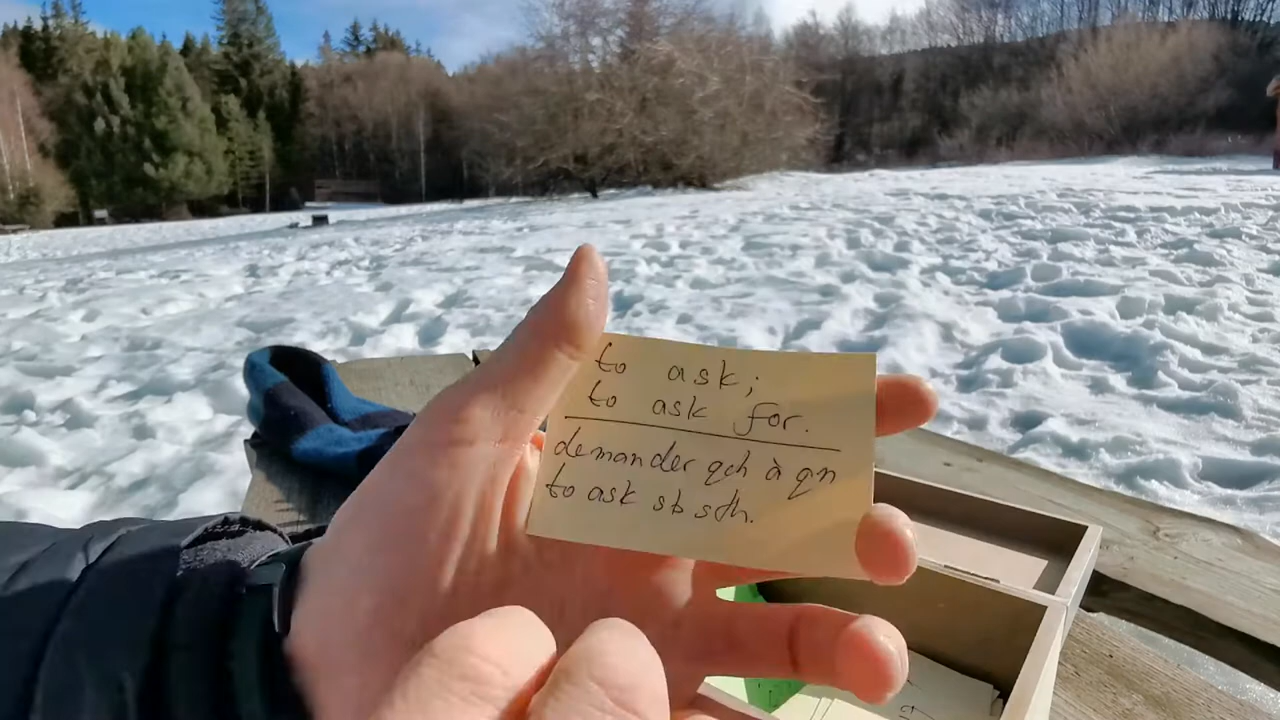 to ask;
to ask for.
demander qch à qn
to ask sb sth.